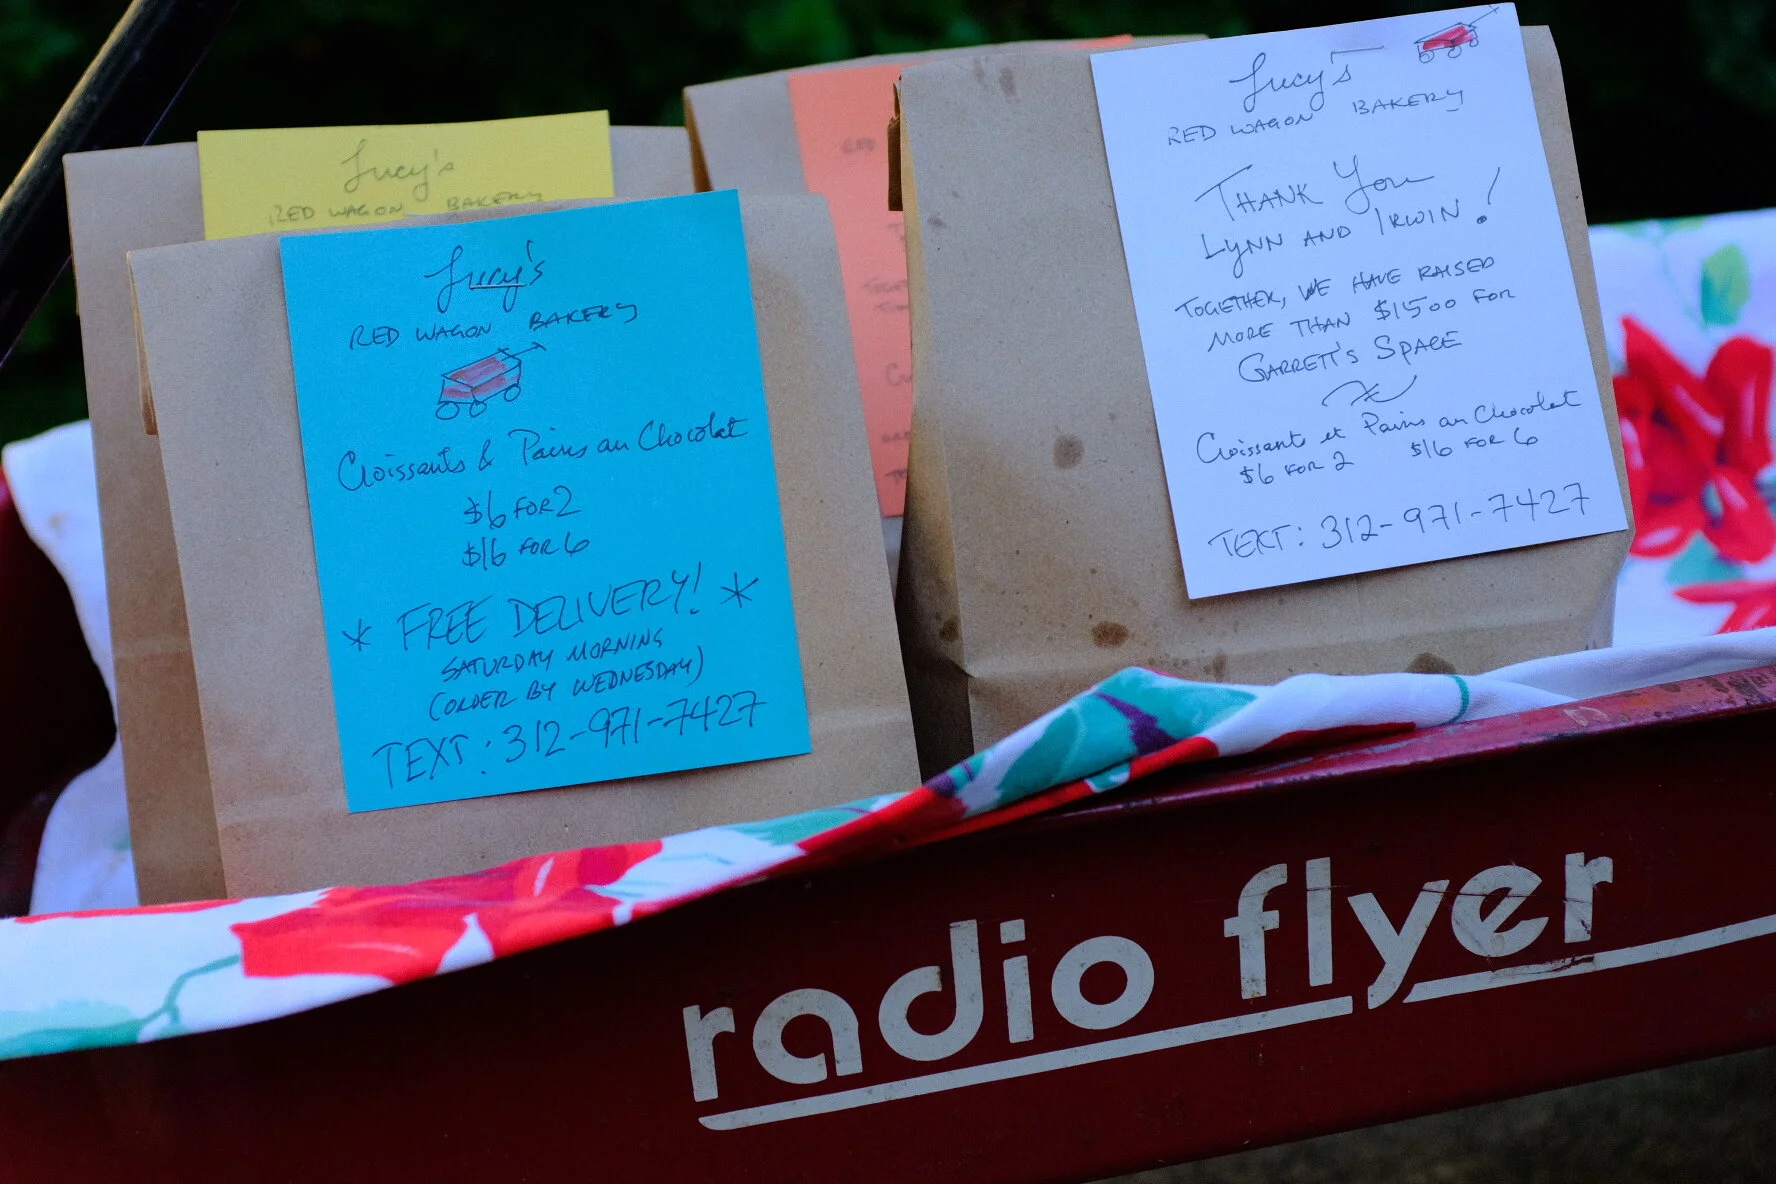 Lucy's
RED WAGON BAKERY
Lucy's
RED WAGON BAKERY
Croissants & Pains au Chocolat
$6 FOR 2
$16 FOR 6
* FREE DELIVERY! *
SATURDAY MORNING
(ORDER BY WEDNESDAY)
TEXT: 312-971-7427
RED
Lucy's
RED WAGON BAKERY
THANK YOU
LYNN AND IRWIN!
TOGETHER, WE HAVE RAISED
MORE THAN $1500 FOR
GARRETT'S SPACE
Croissants et Pains au Chocolat
$6 FOR 2 $16 FOR 6
TEXT: 312-971-7427
radio flyer